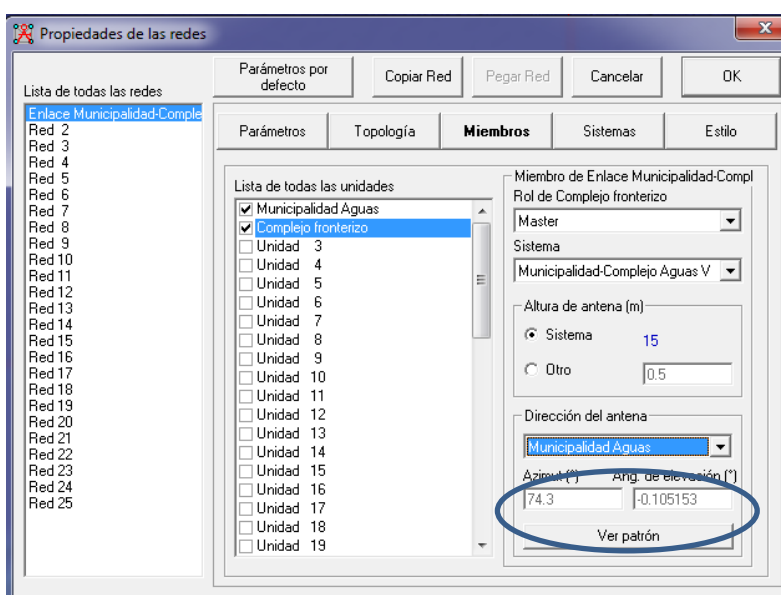 Propiedades de las redes
Parámetros por defecto
Copiar Red
Pegar Red
Cancelar
OK
Lista de todas las redes
Enlace Municipalidad-Comple
Red 2
Red 3
Red 4
Red 5
Red 6
Red 7
Red 8
Red 9
Red 10
Red 11
Red 12
Red 13
Red 14
Red 15
Red 16
Red 17
Red 18
Red 19
Red 20
Red 21
Red 22
Red 23
Red 24
Red 25
Parámetros
Topología
Miembros
Sistemas
Estilo
Lista de todas las unidades
Municipalidad Aguas
Complejo fronterizo
Unidad 3
Unidad 4
Unidad 5
Unidad 6
Unidad 7
Unidad 8
Unidad 9
Unidad 10
Unidad 11
Unidad 12
Unidad 13
Unidad 14
Unidad 15
Unidad 16
Unidad 17
Unidad 18
Unidad 19
Miembro de Enlace Municipalidad-Compl
Rol de Complejo fronterizo
Master
Sistema
Municipalidad-Complejo Aguas V
Altura de antena (m)
Sistema 15
Otro 0.5
Dirección del antena
Municipalidad Aguas
Azimut (°) Ang. de elevación (°)
74.3 -0.105153
Ver patrón